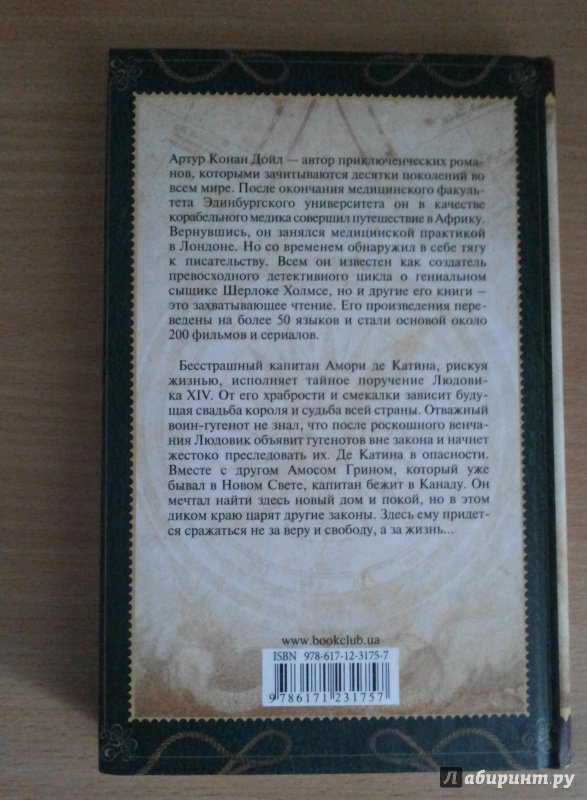 Артур Конан Дойл — автор приключенческих рома-
нов, которыми зачитываются десятки поколений во
всем мире. После окончания медицинского факуль-
тета Эдинбургского университета он в качестве
корабельного медика совершил путешествие в Африку.
Вернувшись, он занялся медицинской практикой
в Лондоне. Но со временем обнаружил в себе тягу
к писательству. Всем он известен как создатель
превосходного детективного цикла о гениальном
сыщике Шерлоке Холмсе, но и другие его книги —
это захватывающее чтение. Его произведения пере-
ведены на более 50 языков и стали основой около
200 фильмов и сериалов.
Бесстрашный капитан Амори де Катина, рискуя
жизнью, исполняет тайное поручение Людови-
ка XIV. От его храбрости и смекалки зависит буду-
щая свадьба короля и судьба всей страны. Отважный
воин-гугенот не знал, что после роскошного венча-
ния Людовик объявит гугенотов вне закона и начнет
жестоко преследовать их. Де Катина в опасности.
Вместе с другом Амосом Грином, который уже
бывал в Новом Свете, капитан бежит в Канаду. Он
мечтал найти здесь новый дом и покой, но в этом
диком краю царят другие законы. Здесь ему придет-
ся сражаться не за веру и свободу, а за жизнь...
www.bookclub.ua
ISBN 978-617-12-3175-7
9 786171 231757
Лабиринт.ру